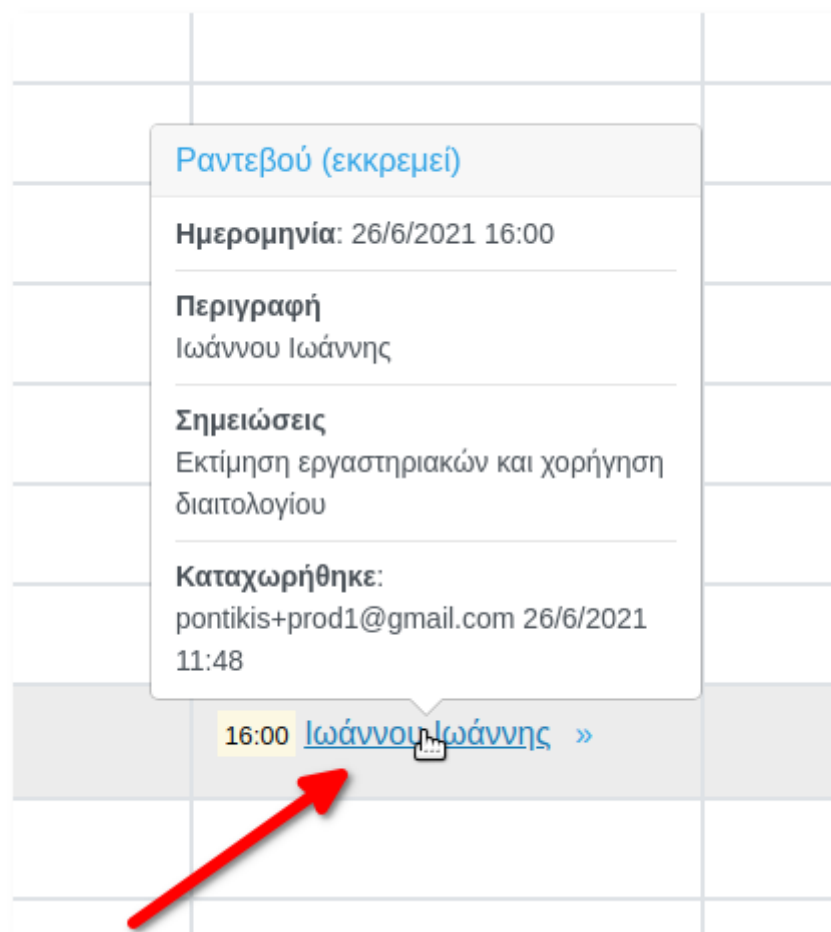 Ραντεβού (εκκρεμεί)
Ημερομηνία: 26/6/2021 16:00
Περιγραφή
Ιωάννου Ιωάννης
Σημειώσεις
Εκτίμηση εργαστηριακών και χορήγηση
διαιτολογίου
Καταχωρήθηκε:
pontikis+prod1@gmail.com 26/6/2021
11:48
16:00 Ιωάννου Ιωάννης »